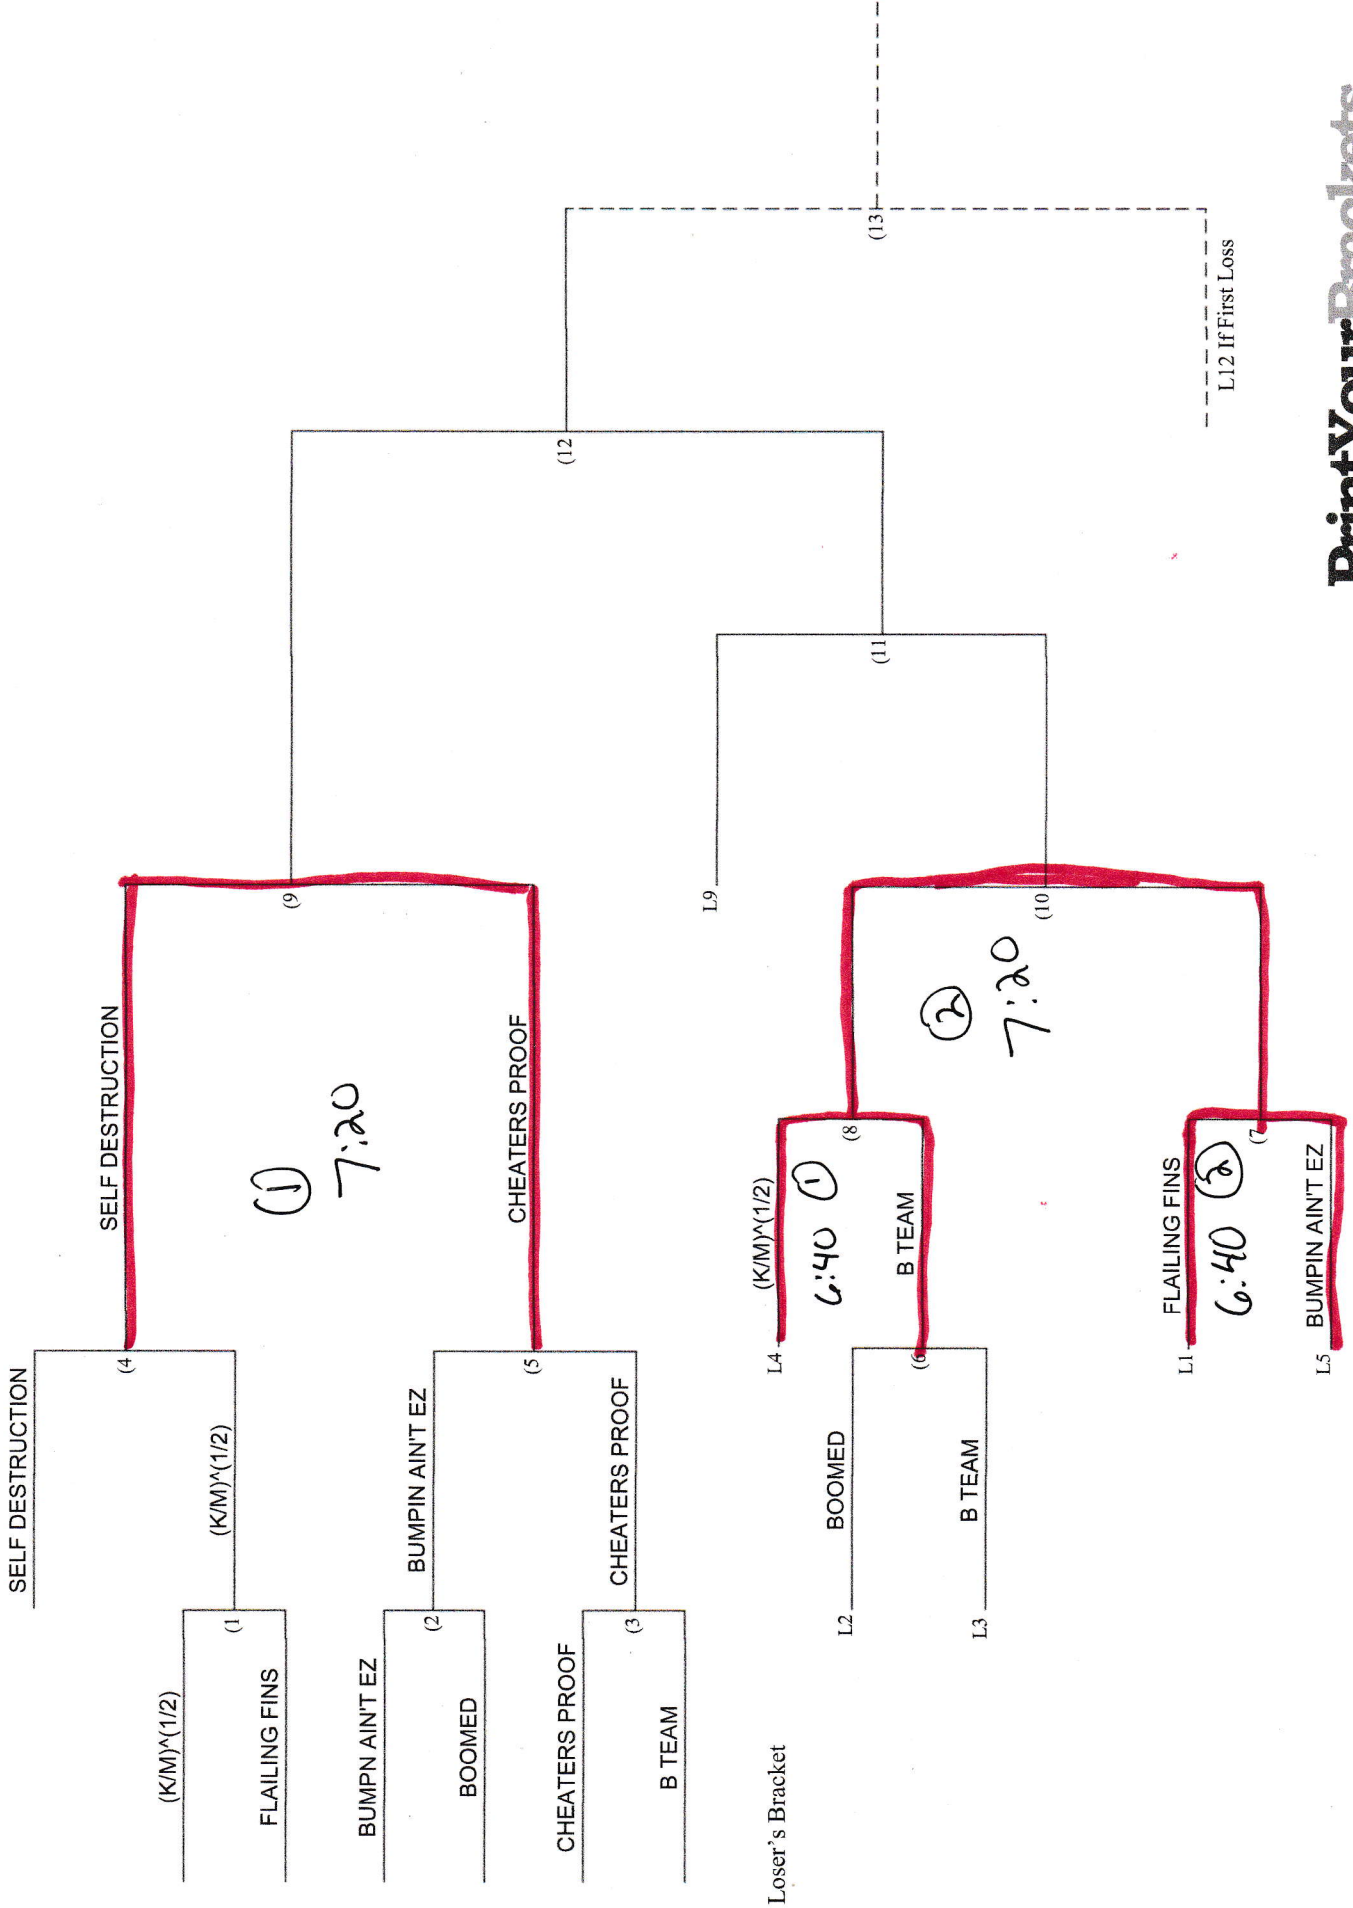 SELF DESTRUCTION
(K/M)^(1/2)
(1
FLAILING FINS
(K/M)^(1/2)
(4
SELF DESTRUCTION
BUMPN AIN'T EZ
(2
BOOMED
BUMPIN AIN'T EZ
(5
CHEATERS PROOF
(3
B TEAM
CHEATERS PROOF
CHEATERS PROOF
① 7:20
(9
(12
(13
L12 If First Loss
Loser's Bracket
L2
BOOMED
L3
B TEAM
(6
L4
(K/M)^(1/2)
6:40 ①
B TEAM
(8
L1
FLAILING FINS
6:40 ②
L5
BUMPIN AIN'T EZ
(7
② 7:20
(10
L9
(11
PrintYourBrackets